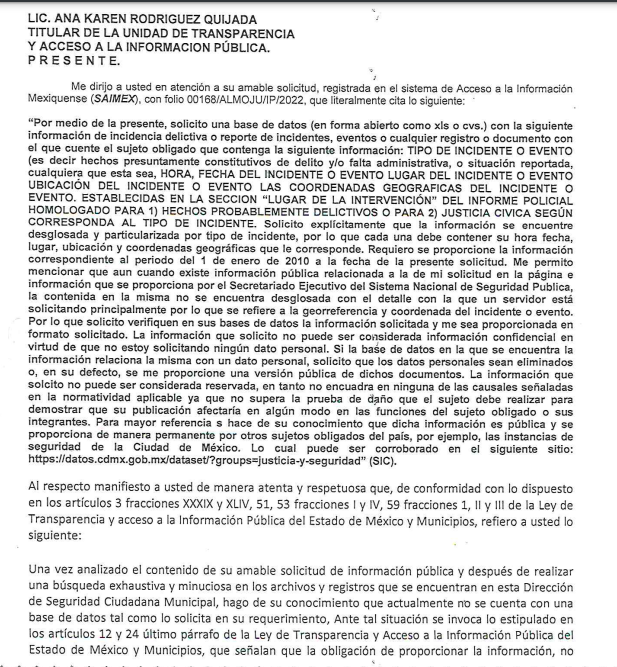 LIC. ANA KAREN RODRIGUEZ QUIJADA
TITULAR DE LA UNIDAD DE TRANSPARENCIA
Y ACCESO A LA INFORMACION PÚBLICA.
P R E S E N T E.
Me dirijo a usted en atención a su amable solicitud, registrada en el sistema de Acceso a la Información
Mexiquense (SAIMEX), con folio 00168/ALMOJU/IP/2022, que literalmente cita lo siguiente:
“Por medio de la presente, solicito una base de datos (en forma abierto como xls o cvs.) con la siguiente
información de incidencia delictiva o reporte de incidentes, eventos o cualquier registro o documento con
el que cuente el sujeto obligado que contenga la siguiente información: TIPO DE INCIDENTE O EVENTO
(es decir hechos presuntamente constitutivos de delito y/o falta administrativa, o situación reportada,
cualquiera que esta sea, HORA, FECHA DEL INCIDENTE O EVENTO LUGAR DEL INCIDENTE O EVENTO
UBICACIÓN DEL INCIDENTE O EVENTO LAS COORDENADAS GEOGRAFICAS DEL INCIDENTE O
EVENTO. ESTABLECIDAS EN LA SECCION “LUGAR DE LA INTERVENCIÓN” DEL INFORME POLICIAL
HOMOLOGADO PARA 1) HECHOS PROBABLEMENTE DELICTIVOS O PARA 2) JUSTICIA CIVICA SEGÚN
CORRESPONDA AL TIPO DE INCIDENTE. Solicito explícitamente que la información se encuentre
desglosada y particularizada por tipo de incidente, por lo que cada una debe contener su hora fecha,
lugar, ubicación y coordenadas geográficas que le corresponde. Requiero se proporcione la información
correspondiente al periodo del 1 de enero de 2010 a la fecha de la presente solicitud. Me permito
mencionar que aun cuando existe información pública relacionada a la de mi solicitud en la página e
información que se proporciona por el Secretariado Ejecutivo del Sistema Nacional de Seguridad Publica,
la contenida en la misma no se encuentra desglosada con el detalle con la que un servidor está
solicitando principalmente por lo que se refiere a la georreferencia y coordenada del incidente o evento.
Por lo que solicito verifiquen en sus bases de datos la información solicitada y me sea proporcionada en
formato solicitado. La información que solicito no puede ser considerada información confidencial en
virtud de que no estoy solicitando ningún dato personal. Si la base de datos en la que se encuentra la
información relaciona la misma con un dato personal, solicito que los datos personales sean eliminados
o, en su defecto, se me proporcione una versión pública de dichos documentos. La información que
solcito no puede ser considerada reservada, en tanto no encuadra en ninguna de las causales señaladas
en la normatividad aplicable ya que no supera la prueba de daño que el sujeto debe realizar para
demostrar que su publicación afectaría en algún modo en las funciones del sujeto obligado o sus
integrantes. Para mayor referencia s hace de su conocimiento que dicha información es pública y se
proporciona de manera permanente por otros sujetos obligados del país, por ejemplo, las instancias de
seguridad de la Ciudad de México. Lo cual puede ser corroborado en el siguiente sitio:
https://datos.cdmx.gob.mx/dataset/?groups=justicia-y-seguridad” (SIC).
Al respecto manifiesto a usted de manera atenta y respetuosa que, de conformidad con lo dispuesto
en los artículos 3 fracciones XXXIX y XLIV, 51, 53 fracciones I y IV, 59 fracciones 1, II y III de la Ley de
Transparencia y acceso a la Información Pública del Estado de México y Municipios, refiero a usted lo
siguiente:
Una vez analizado el contenido de su amable solicitud de información pública y después de realizar
una búsqueda exhaustiva y minuciosa en los archivos y registros que se encuentran en esta Dirección
de Seguridad Ciudadana Municipal, hago de su conocimiento que actualmente no se cuenta con una
base de datos tal como lo solicita en su requerimiento, Ante tal situación se invoca lo estipulado en
los artículos 12 y 24 último párrafo de la Ley de Transparencia y Acceso a la Información Pública del
Estado de México y Municipios, que señalan que la obligación de proporcionar la información, no